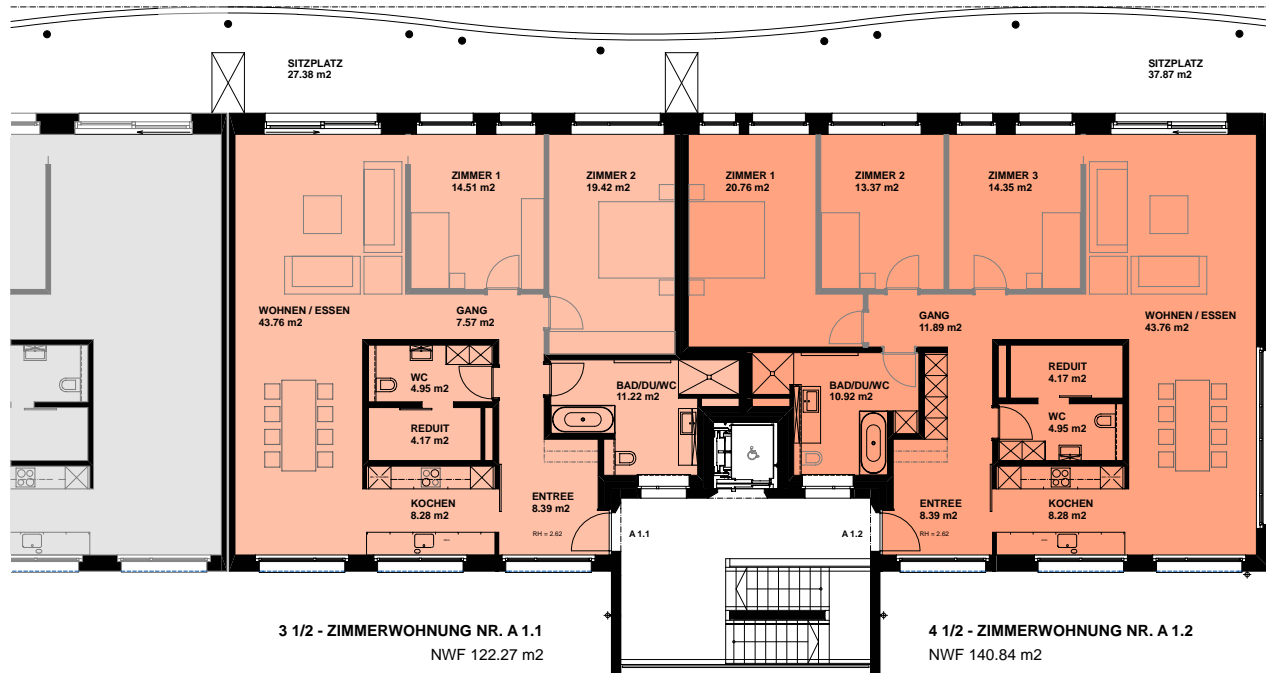 SITZPLATZ
27.38 m2
SITZPLATZ
37.87 m2
ZIMMER 1
14.51 m2
ZIMMER 2
19.42 m2
ZIMMER 1
20.76 m2
ZIMMER 2
13.37 m2
ZIMMER 3
14.35 m2
WOHNEN / ESSEN
43.76 m2
GANG
7.57 m2
GANG
11.89 m2
WOHNEN / ESSEN
43.76 m2
WC
4.95 m2
BAD/DU/WC
11.22 m2
BAD/DU/WC
10.92 m2
REDUIT
4.17 m2
REDUIT
4.17 m2
WC
4.95 m2
KOCHEN
8.28 m2
ENTREE
8.39 m2
RH = 2.62
A 1.1
A 1.2
ENTREE
8.39 m2
RH = 2.62
KOCHEN
8.28 m2
3 1/2 - ZIMMERWOHNUNG NR. A 1.1
NWF 122.27 m2
4 1/2 - ZIMMERWOHNUNG NR. A 1.2
NWF 140.84 m2